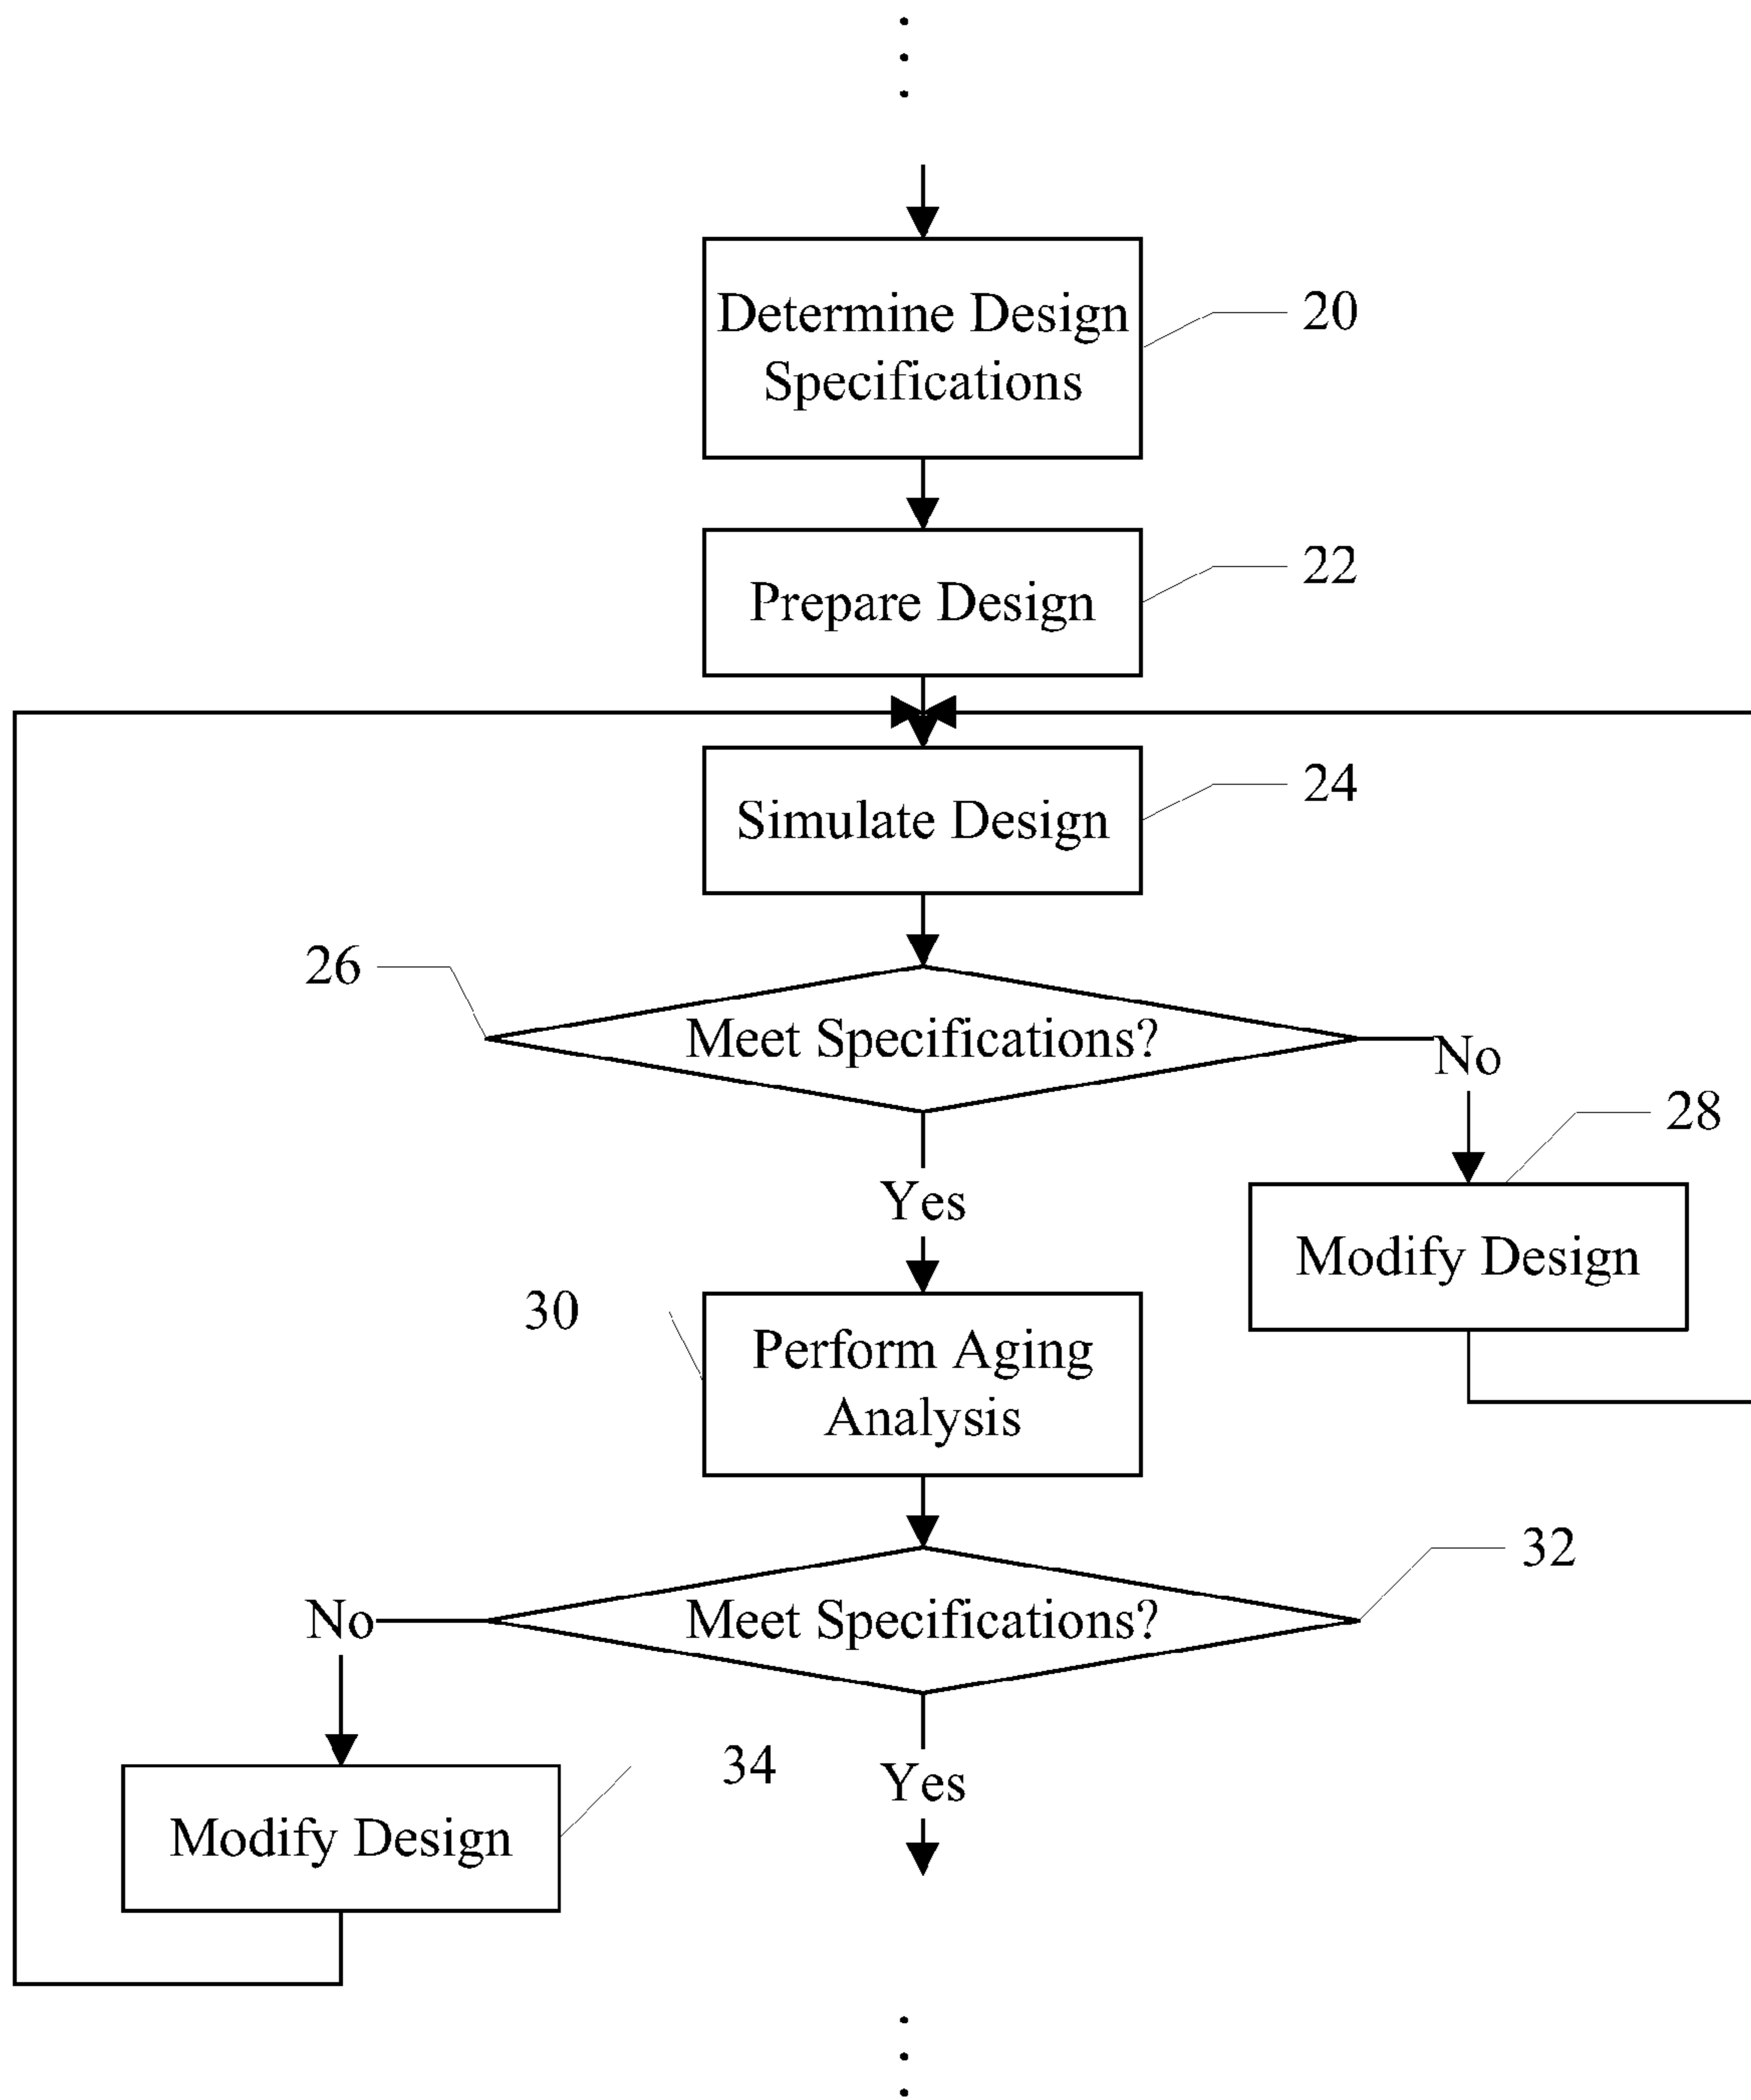 Determine Design
Specifications
20
Prepare Design
22
Simulate Design
24
26
Meet Specifications?
No
28
Yes
Modify Design
30
Perform Aging
Analysis
32
No
Meet Specifications?
34
Yes
Modify Design